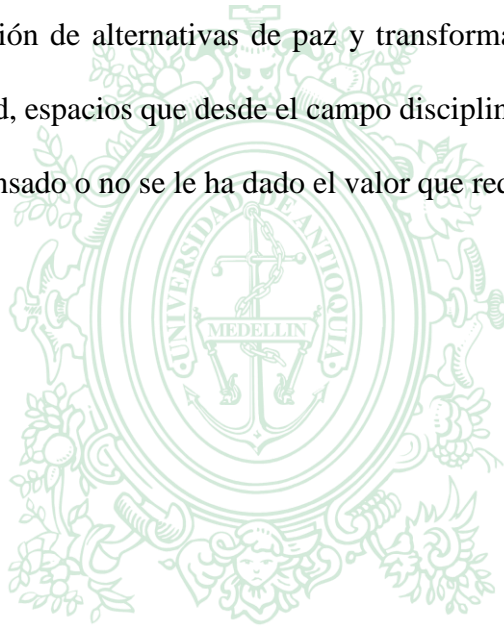 ión de alternativas de paz y transforma
d, espacios que desde el campo disciplin
nsado o no se le ha dado el valor que rec
UNIVERSIDAD DE ANTIOQUIA
MEDELLIN